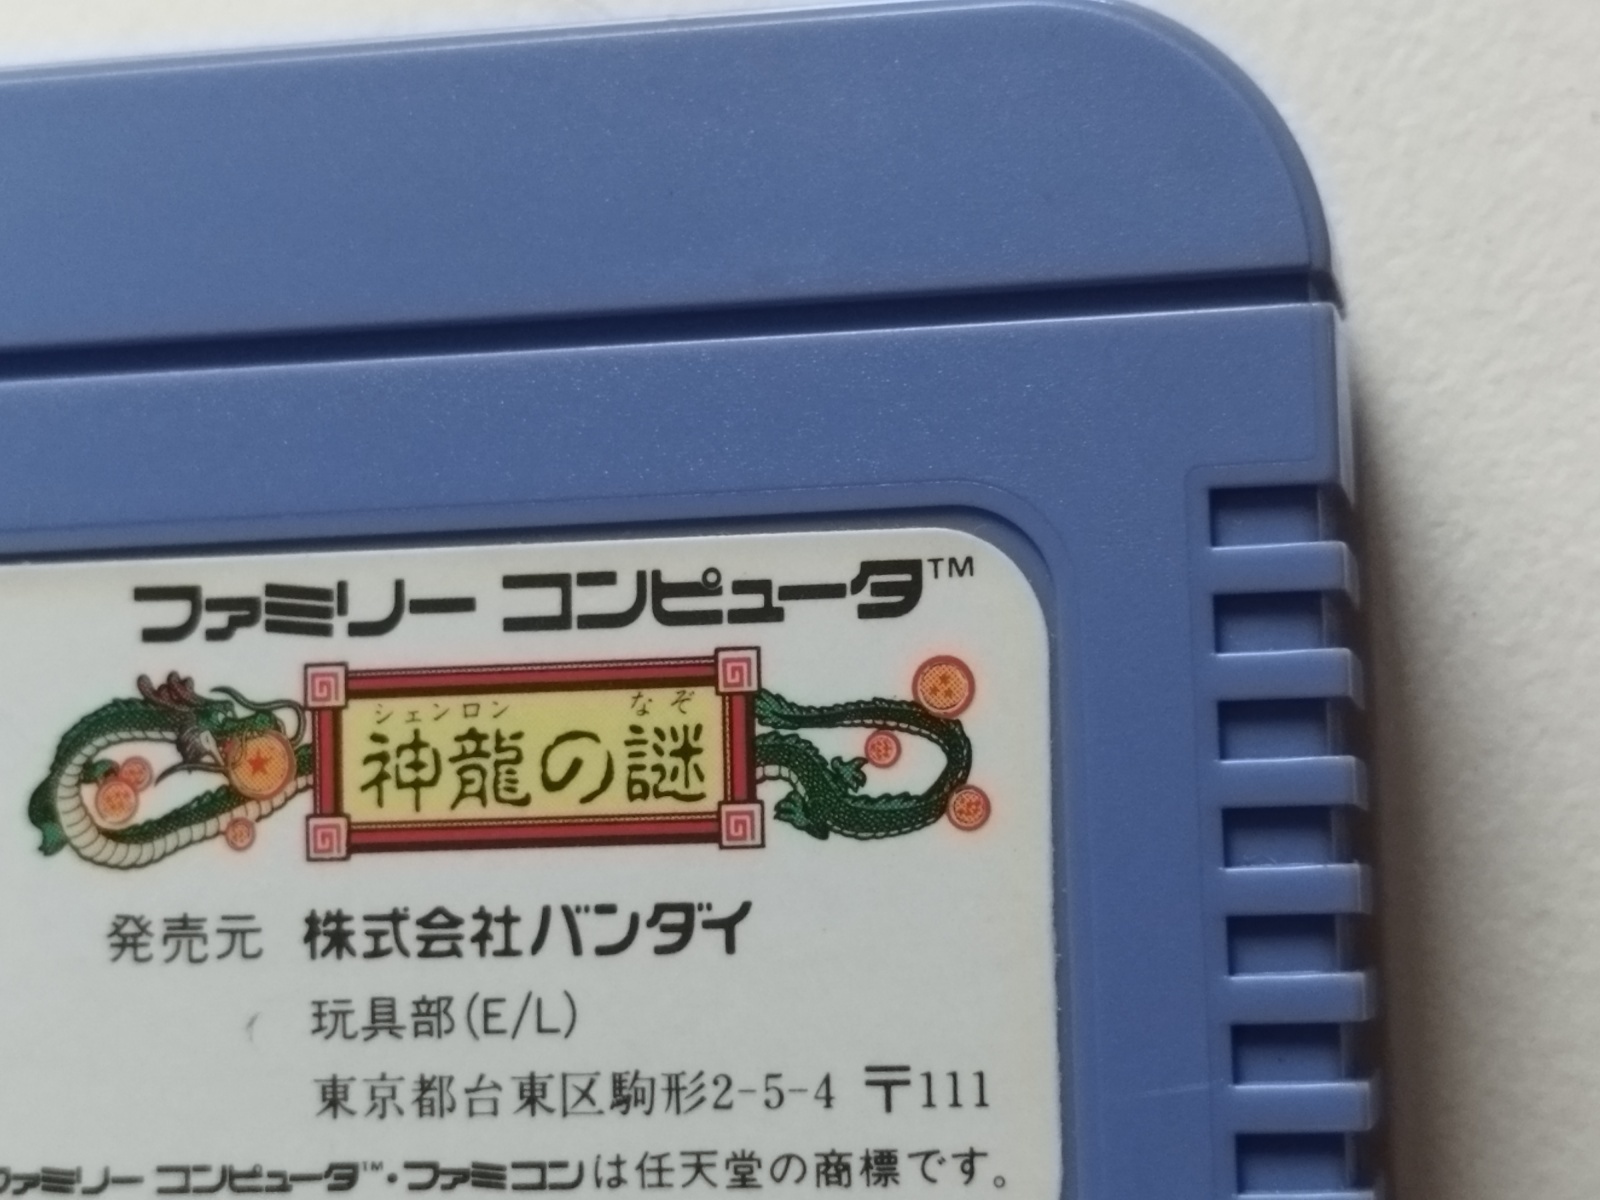 ファミリー コンピュータ™
シェンロン なぞ
神龍の謎
発売元 株式会社バンダイ
玩具部(E/L)
東京都台東区駒形2-5-4 〒111
ファミリー コンピュータ™・ファミコンは任天堂の商標です。